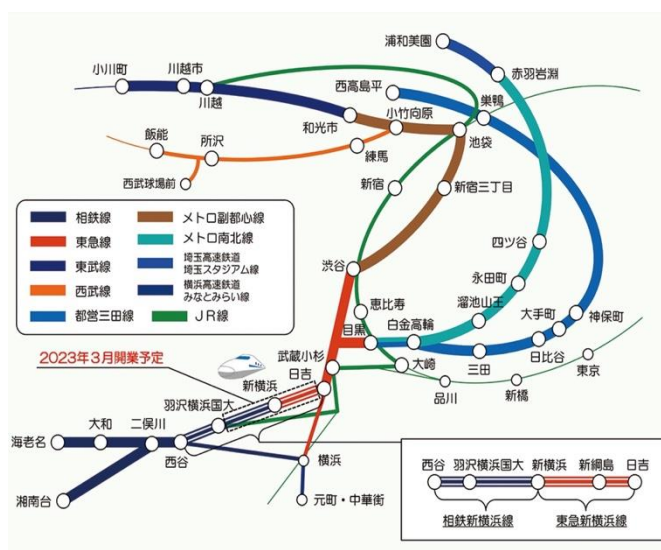 浦和美園
赤羽岩淵
小川町
川越市
川越
西高島平
巣鴨
和光市
小竹向原
池袋
飯能
所沢
練馬
西武球場前
新宿
新宿三丁目
相鉄線
東急線
東武線
西武線
都営三田線
メトロ副都心線
メトロ南北線
埼玉高速鉄道
埼玉スタジアム線
横浜高速鉄道
みなとみらい線
JR線
四ツ谷
渋谷
永田町
恵比寿
溜池山王
目黒
白金高輪
大手町
神保町
日比谷
三田
大崎
東京
品川
新橋
2023年3月開業予定
武蔵小杉
日吉
新横浜
羽沢横浜国大
海老名
大和
二俣川
西谷
横浜
湘南台
元町・中華街
西谷
羽沢横浜国大
新横浜
新綱島
日吉
相鉄新横浜線
東急新横浜線